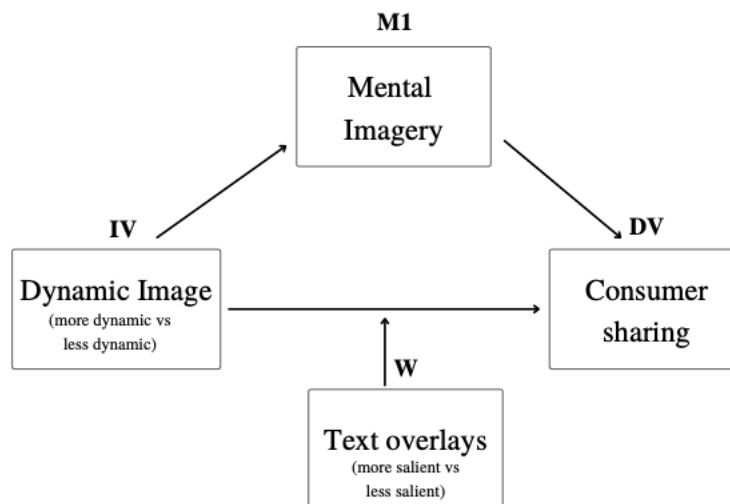 M1
Mental
Imagery
IV
DV
Dynamic Image
(more dynamic vs
less dynamic)
Consumer
sharing
W
Text overlays
(more salient vs
less salient)